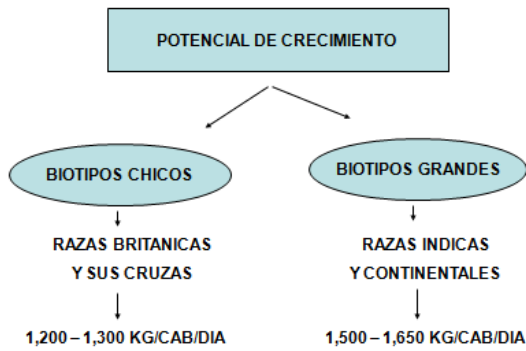 POTENCIAL DE CRECIMIENTO
BIOTIPOS CHICOS
RAZAS BRITANICAS
Y SUS CRUZAS
1,200 – 1,300 KG/CAB/DIA
BIOTIPOS GRANDES
RAZAS INDICAS
Y CONTINENTALES
1,500 – 1,650 KG/CAB/DIA